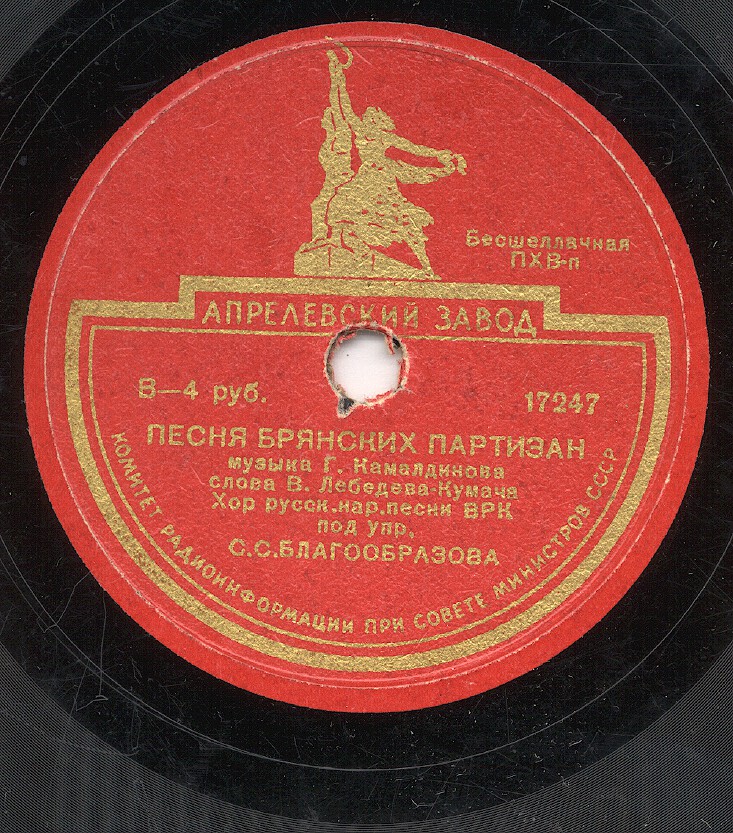 Бесшеллачная
ПХВ-п
АПРЕЛЕВСКИЙ ЗАВОД
В—4 руб.
17247
ПЕСНЯ БРЯНСКИХ ПАРТИЗАН
музыка Г. Камалдинова
слова В. Лебедева-Кумача
Хор русск.нар.песни ВРК
под упр.
С.С.БЛАГООБРАЗОВА
КОМИТЕТ РАДИОИНФОРМАЦИИ ПРИ СОВЕТЕ МИНИСТРОВ СССР